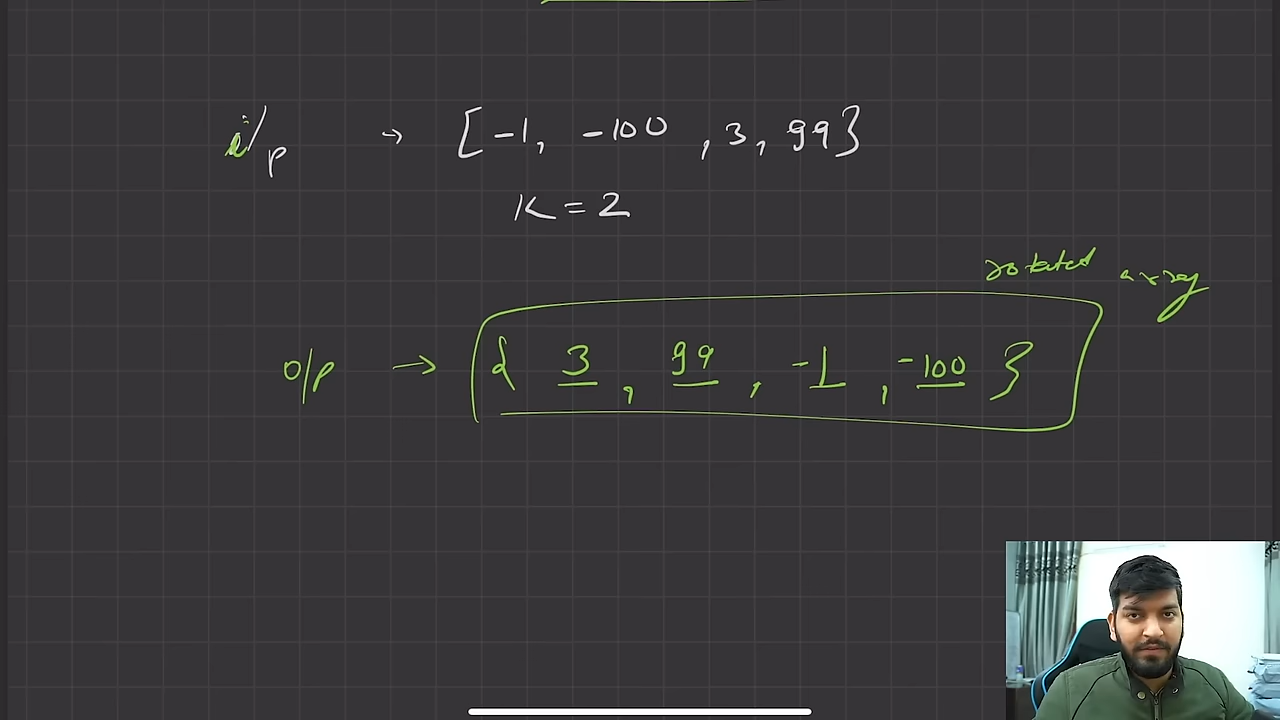 i/p → [-1, -100 , 3, 99}
K = 2
rotated array
o/p → { 3 , 99 , -1 , -100 }